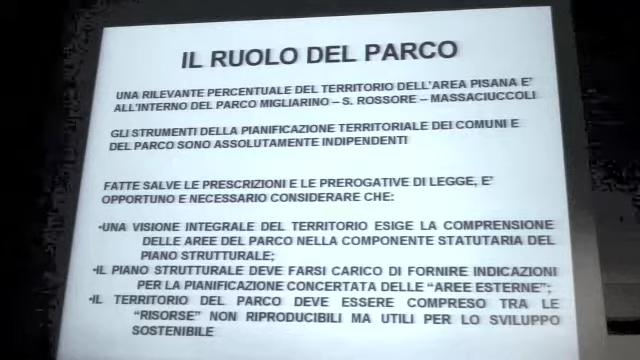 IL RUOLO DEL PARCO
UNA RILEVANTE PERCENTUALE DEL TERRITORIO DELL'AREA PISANA E'
ALL'INTERNO DEL PARCO MIGLIARINO – S. ROSSORE – MASSACIUCCOLI
GLI STRUMENTI DELLA PIANIFICAZIONE TERRITORIALE DEI COMUNI E
DEL PARCO SONO ASSOLUTAMENTE INDIPENDENTI
FATTE SALVE LE PRESCRIZIONI E LE PREROGATIVE DI LEGGE, E'
OPPORTUNO E NECESSARIO CONSIDERARE CHE:
•UNA VISIONE INTEGRALE DEL TERRITORIO ESIGE LA COMPRENSIONE
DELLE AREE DEL PARCO NELLA COMPONENTE STATUTARIA DEL
PIANO STRUTTURALE;
•IL PIANO STRUTTURALE DEVE FARSI CARICO DI FORNIRE INDICAZIONI
PER LA PIANIFICAZIONE CONCERTATA DELLE "AREE ESTERNE";
•IL TERRITORIO DEL PARCO DEVE ESSERE COMPRESO TRA LE
"RISORSE" NON RIPRODUCIBILI MA UTILI PER LO SVILUPPO
SOSTENIBILE